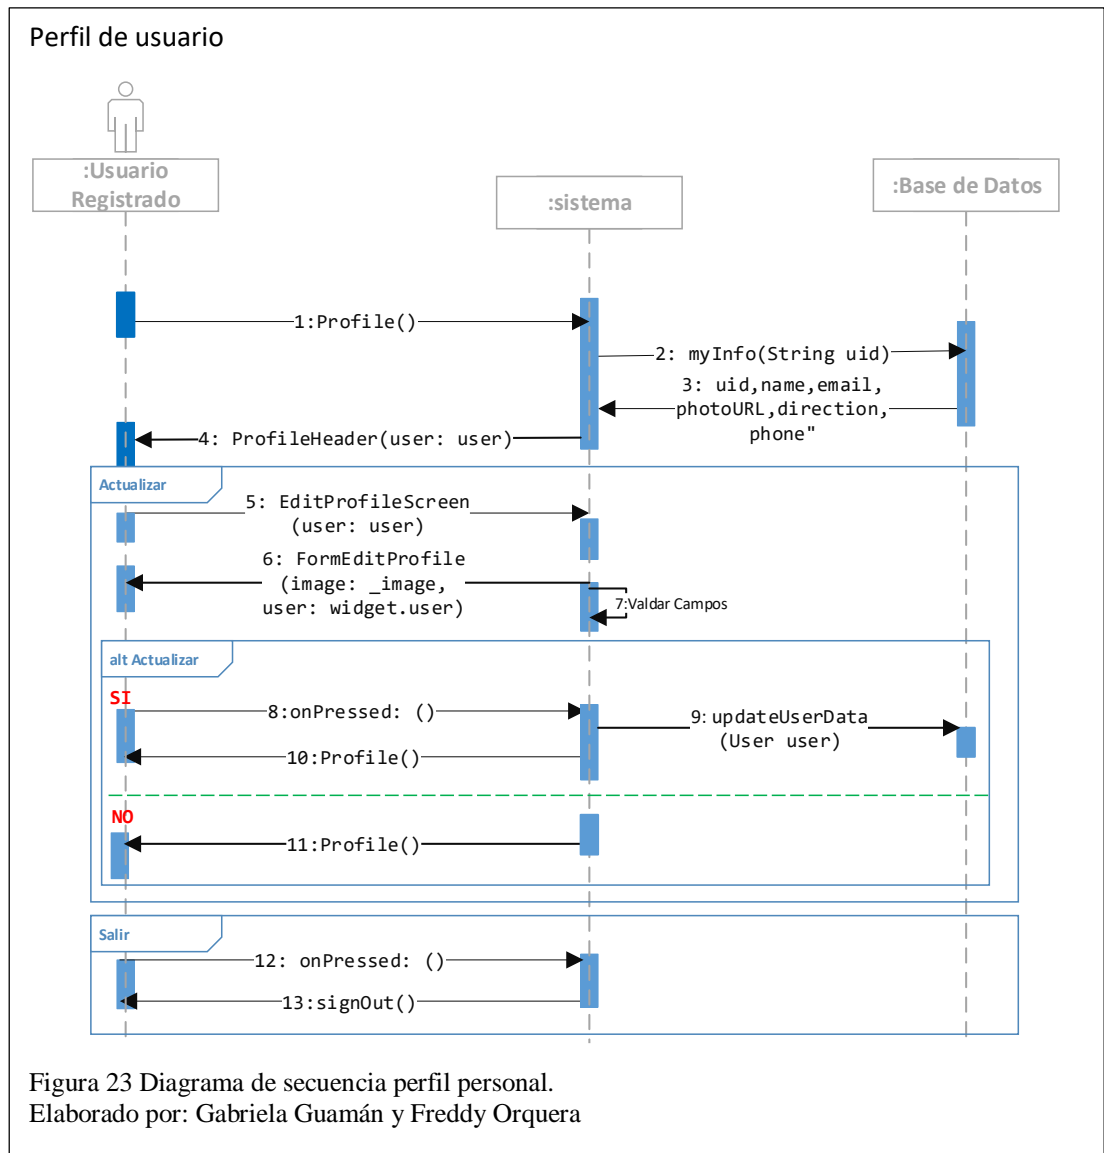 Perfil de usuario
:Usuario
Registrado
:sistema
:Base de Datos
1:Profile()
2: myInfo(String uid)
3: uid,name,email,
photoURL,direction,
phone"
4: ProfileHeader(user: user)
Actualizar
5: EditProfileScreen
(user: user)
6: FormEditProfile
(image: _image,
user: widget.user)
7:Valdar Campos
alt Actualizar
SI
8:onPressed: ()
9: updateUserData
(User user)
10:Profile()
NO
11:Profile()
Salir
12: onPressed: ()
13:signOut()
Figura 23 Diagrama de secuencia perfil personal.
Elaborado por: Gabriela Guamán y Freddy Orquera